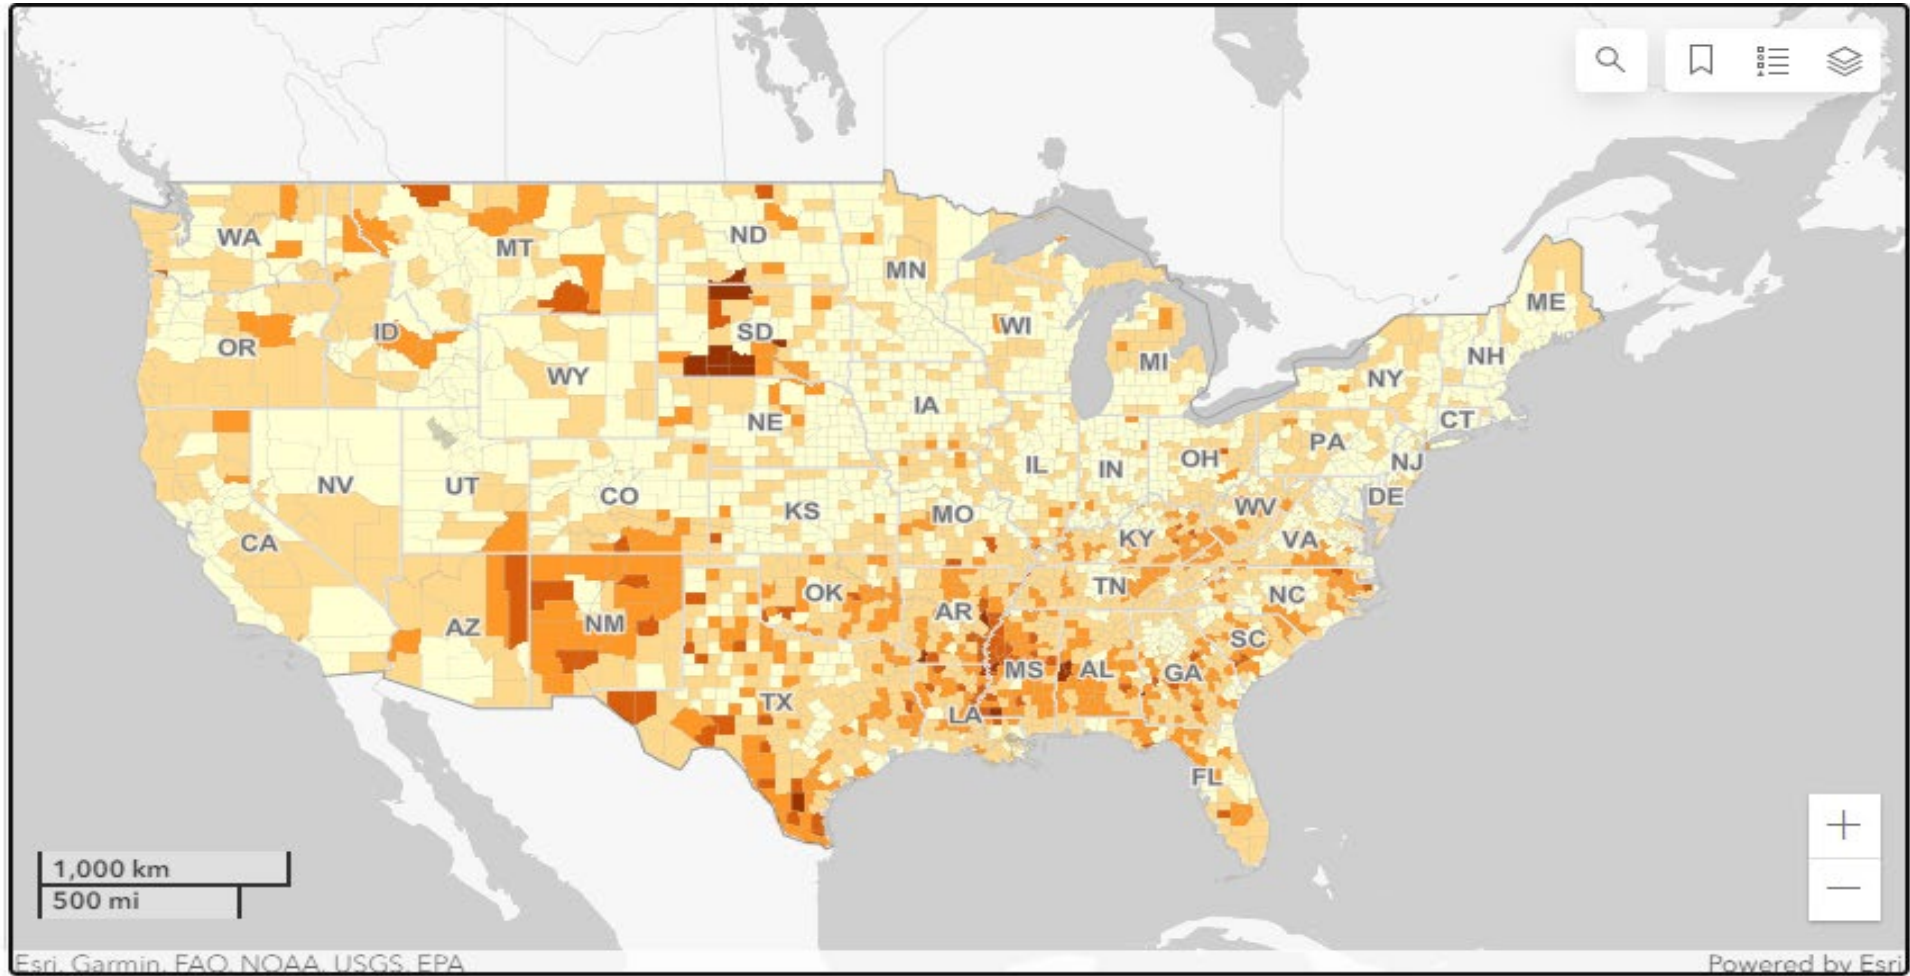 WA
MT
ND
MN
ME
OR
ID
SD
WI
MI
NH
NY
WY
NE
IA
CT
PA
NV
UT
CO
IL
IN
OH
NJ
DE
KS
MO
WV
CA
KY
VA
OK
TN
NC
AZ
NM
AR
SC
MS
AL
GA
TX
LA
FL
1,000 km
500 mi
Esri, Garmin, FAO, NOAA, USGS, EPA
Powered by Esri